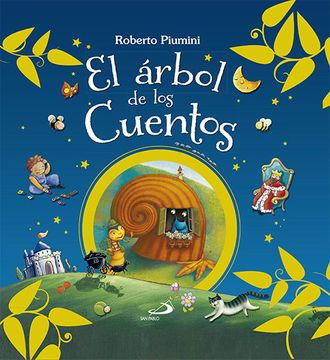 Roberto Piumini
El árbol
de los
Cuentos
SAN PABLO